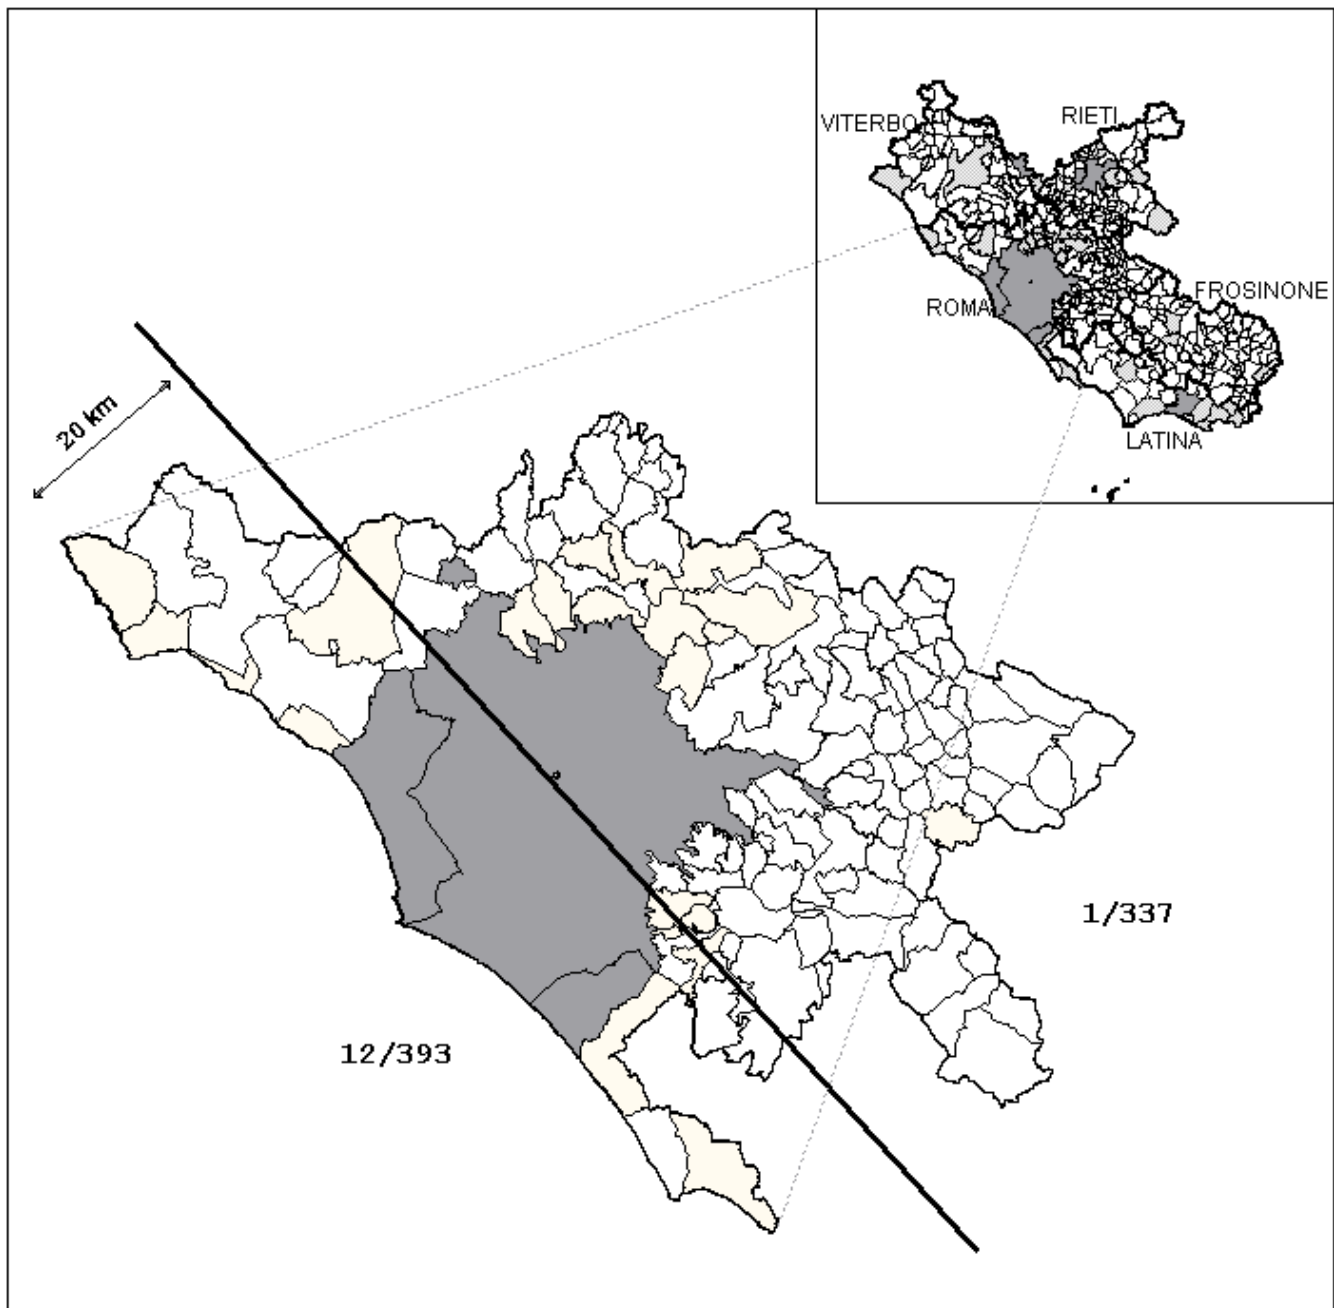 VITERBO
RIETI
FROSINONE
ROMA
LATINA
20 km
1/337
12/393